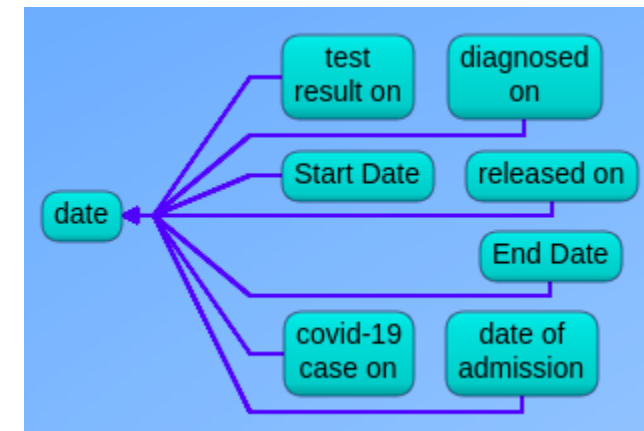 test
result on
diagnosed
on
Start Date
released on
date
End Date
covid-19
case on
date of
admission